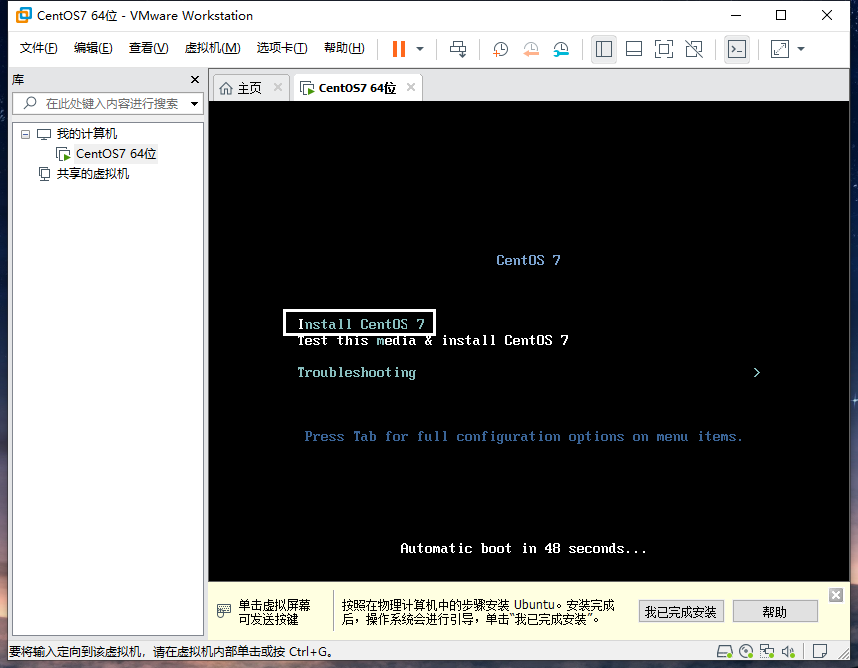 CentOS7 64位 - VMware Workstation
文件(F) 编辑(E) 查看(V) 虚拟机(M) 选项卡(T) 帮助(H)
库
在此处键入内容进行搜索
我的计算机
CentOS7 64位
共享的虚拟机
主页
CentOS7 64位
CentOS 7
Install CentOS 7
Test this media & install CentOS 7
Troubleshooting >
Press Tab for full configuration options on menu items.
Automatic boot in 48 seconds...
单击虚拟屏幕
可发送按键
按照在物理计算机中的步骤安装 Ubuntu。安装完成
后，操作系统会进行引导，单击“我已完成安装”。
我已完成安装
帮助
要将输入定向到该虚拟机，请在虚拟机内部单击或按 Ctrl+G。